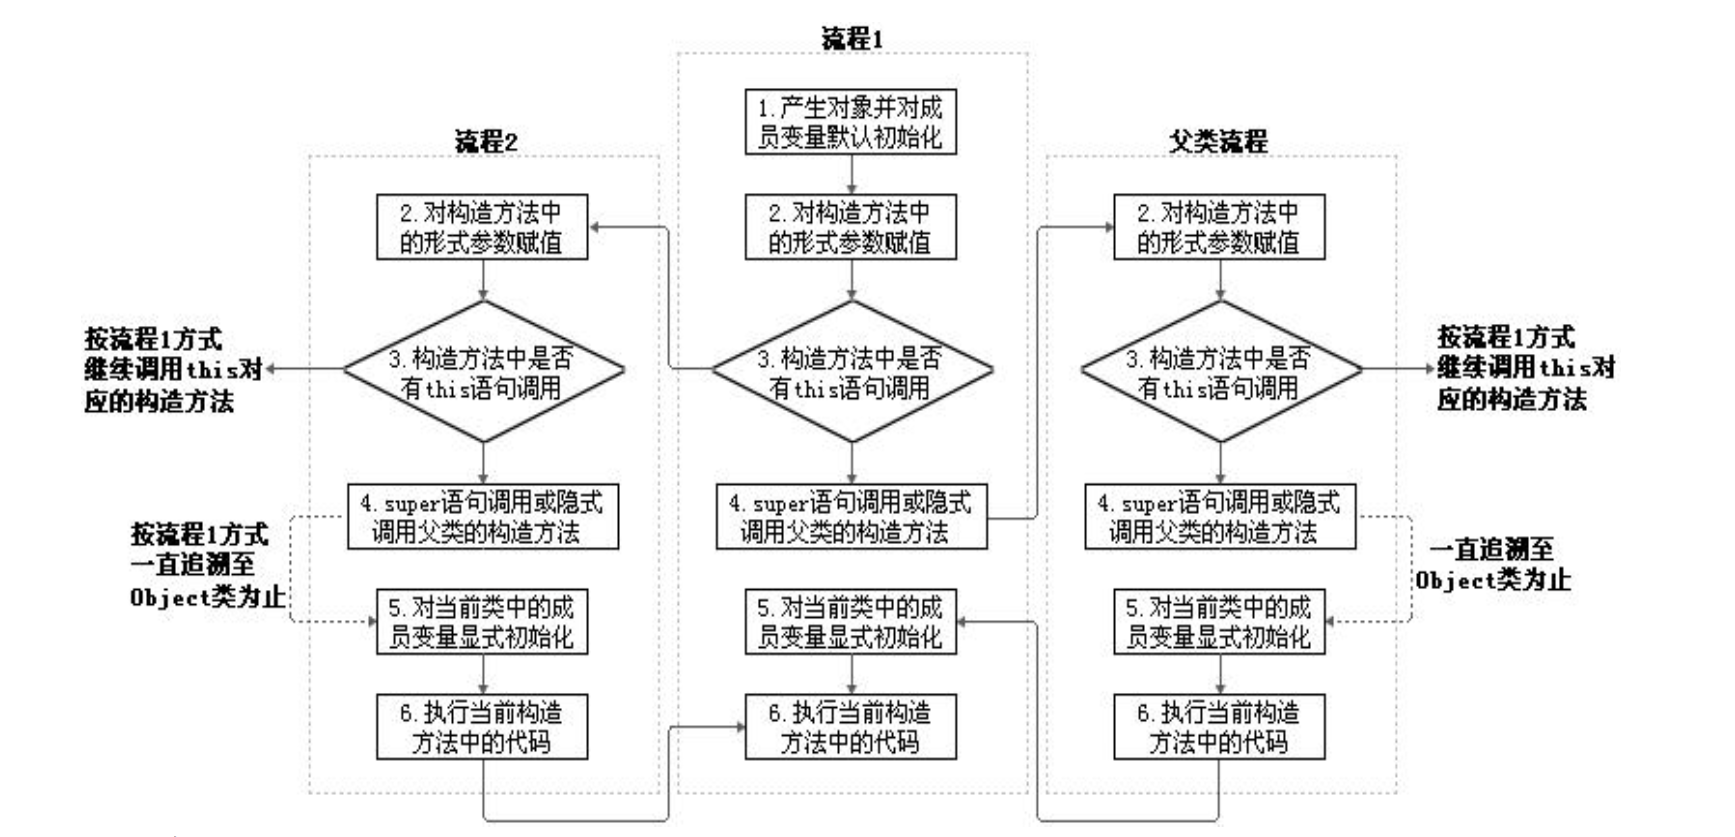 流程1
1.产生对象并对成
员变量默认初始化
2.对构造方法中
的形式参数赋值
3.构造方法中是否
有this语句调用
4.super语句调用或隐式
调用父类的构造方法
5.对当前类中的成
员变量显式初始化
6.执行当前构造
方法中的代码
流程2
2.对构造方法中
的形式参数赋值
3.构造方法中是否
有this语句调用
按流程1方式
继续调用this对
应的构造方法
4.super语句调用或隐式
调用父类的构造方法
按流程1方式
一直追溯至
Object类为止
5.对当前类中的成
员变量显式初始化
6.执行当前构造
方法中的代码
父类流程
2.对构造方法中
的形式参数赋值
3.构造方法中是否
有this语句调用
按流程1方式
继续调用this对
应的构造方法
4.super语句调用或隐式
调用父类的构造方法
一直追溯至
Object类为止
5.对当前类中的成
员变量显式初始化
6.执行当前构造
方法中的代码